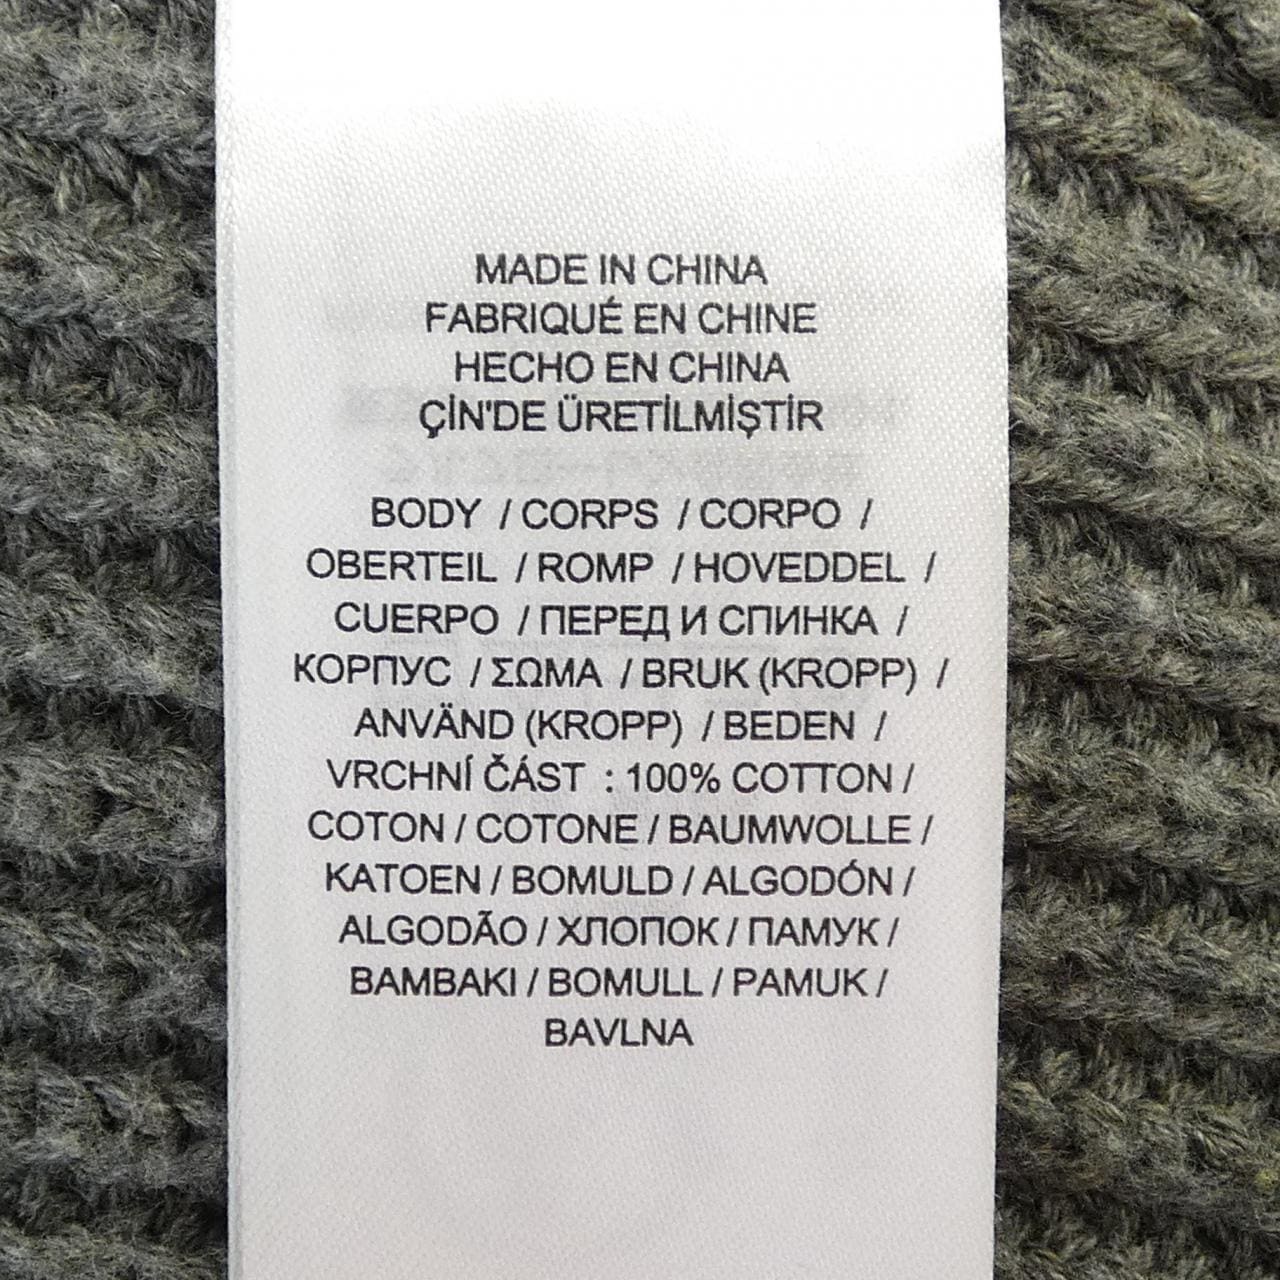 MADE IN CHINA
FABRIQUÉ EN CHINE
HECHO EN CHINA
ÇİN'DE ÜRETİLMİŞTİR
BODY / CORPS / CORPO /
OBERTEIL / ROMP / HOVEDDEL /
CUERPO / ПЕРЕД И СПИНКА /
КОРПУС / ΣΩΜΑ / BRUK (KROPP) /
ANVÄND (KROPP) / BEDEN /
VRCHNÍ ČÁST : 100% COTTON /
COTON / COTONE / BAUMWOLLE /
KATOEN / BOMULD / ALGODÓN /
ALGODÃO / ХЛОПОК / ПАМУК /
BAMBAKI / BOMULL / PAMUK /
BAVLNA